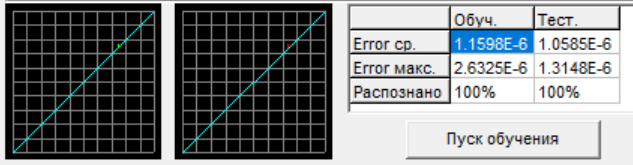 Обуч. Тест.
Error ср. 1.1598E-6 1.0585E-6
Error макс. 2.6325E-6 1.3148E-6
Распознано 100% 100%
Пуск обучения